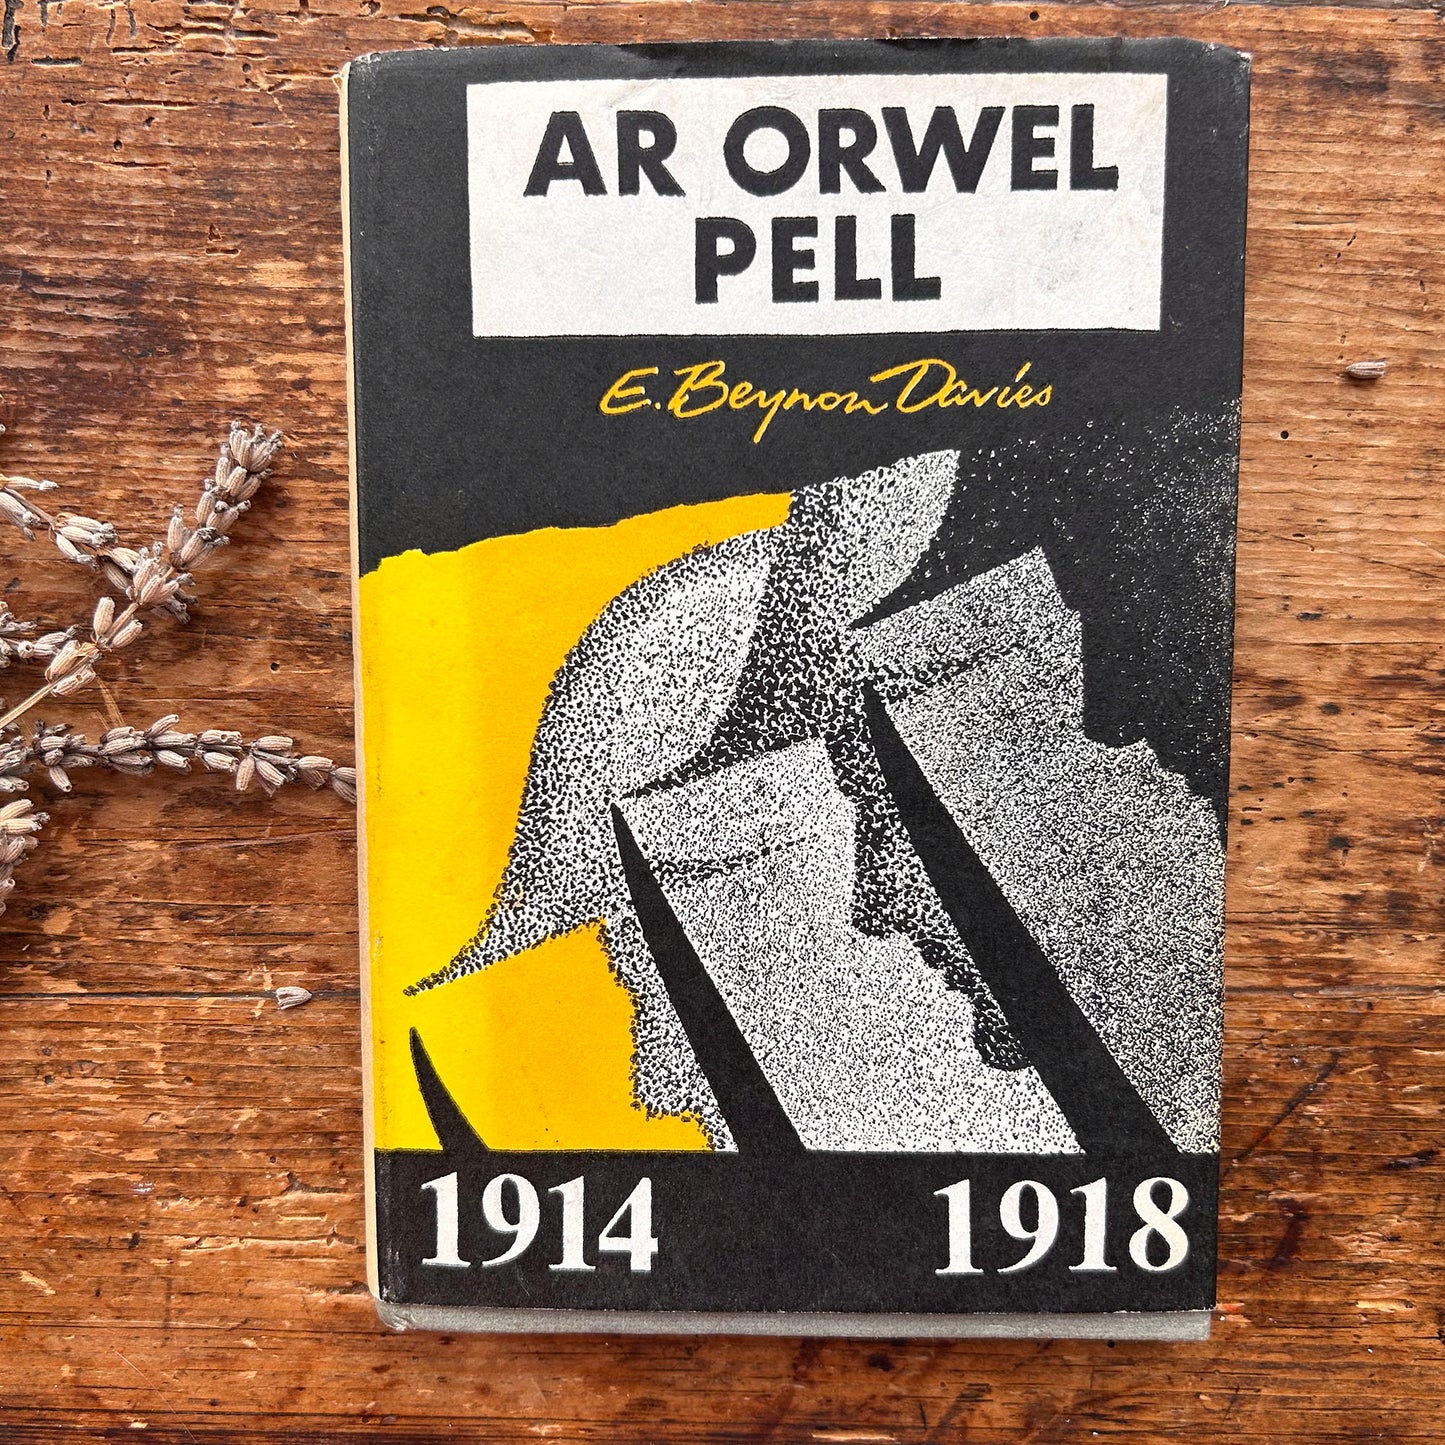 AR ORWEL
PELL
E. Beynon Davies
1914 1918